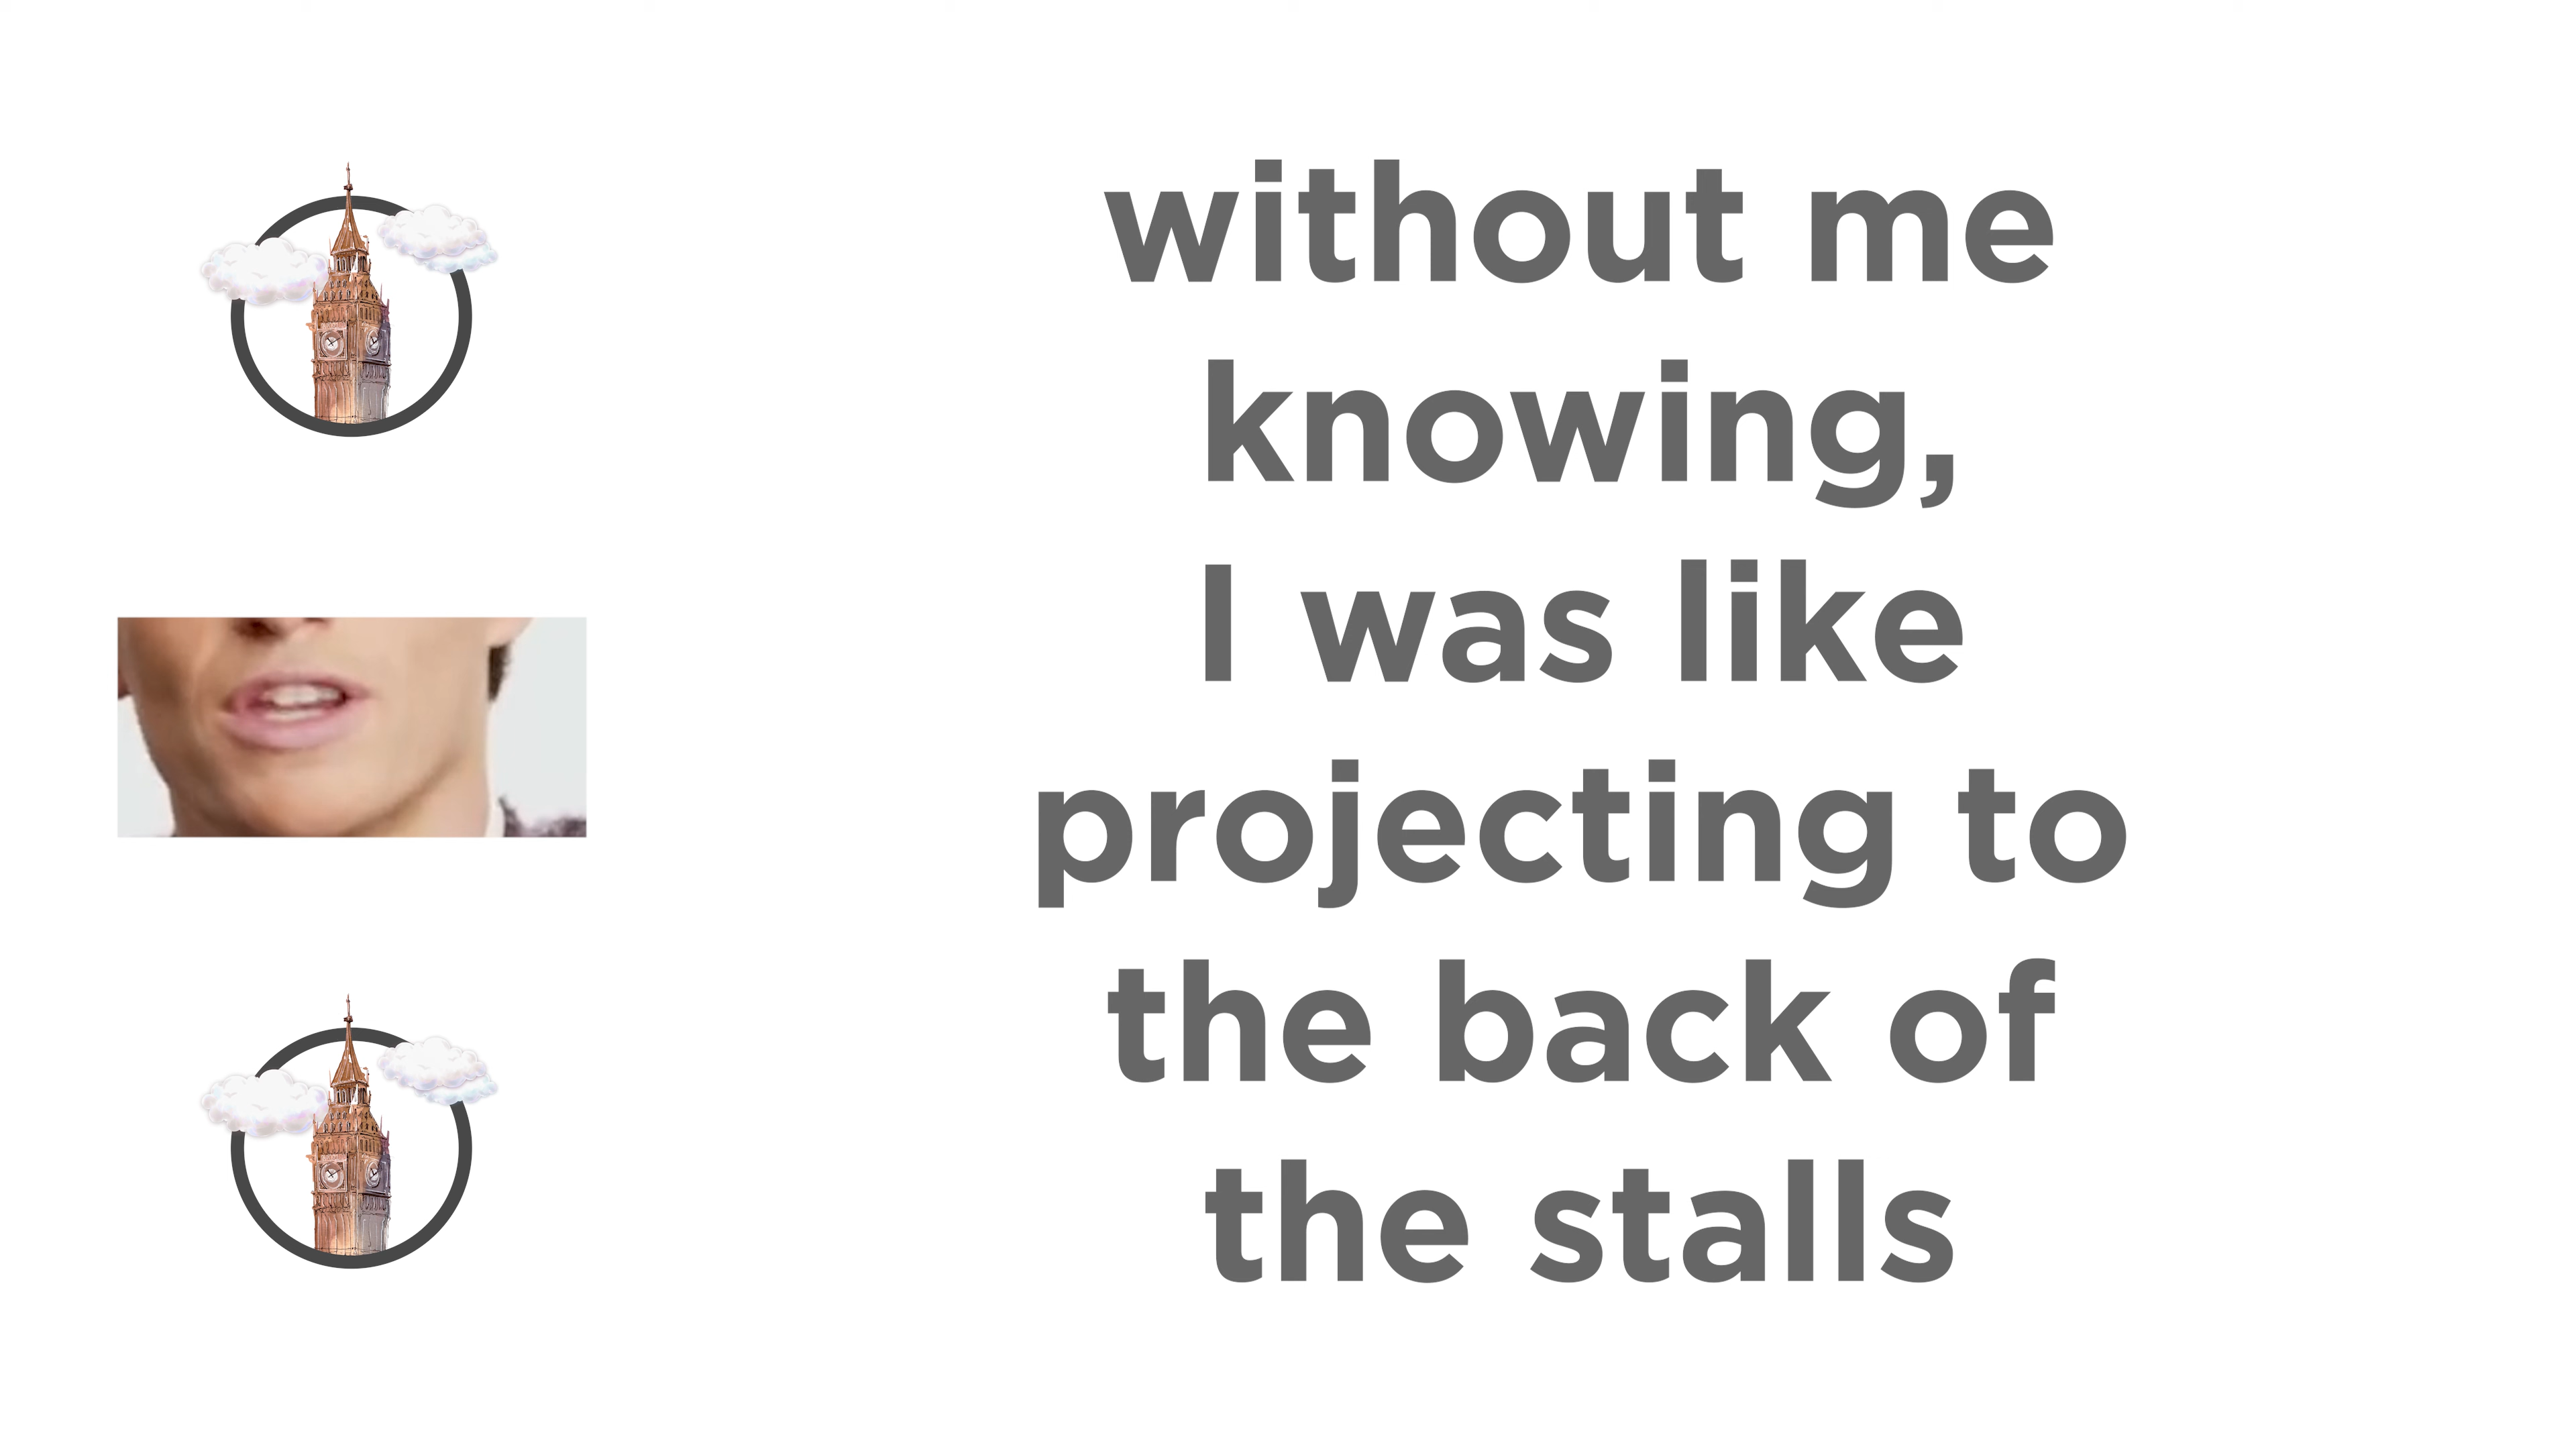 without me
knowing,
I was like
projecting to
the back of
the stalls